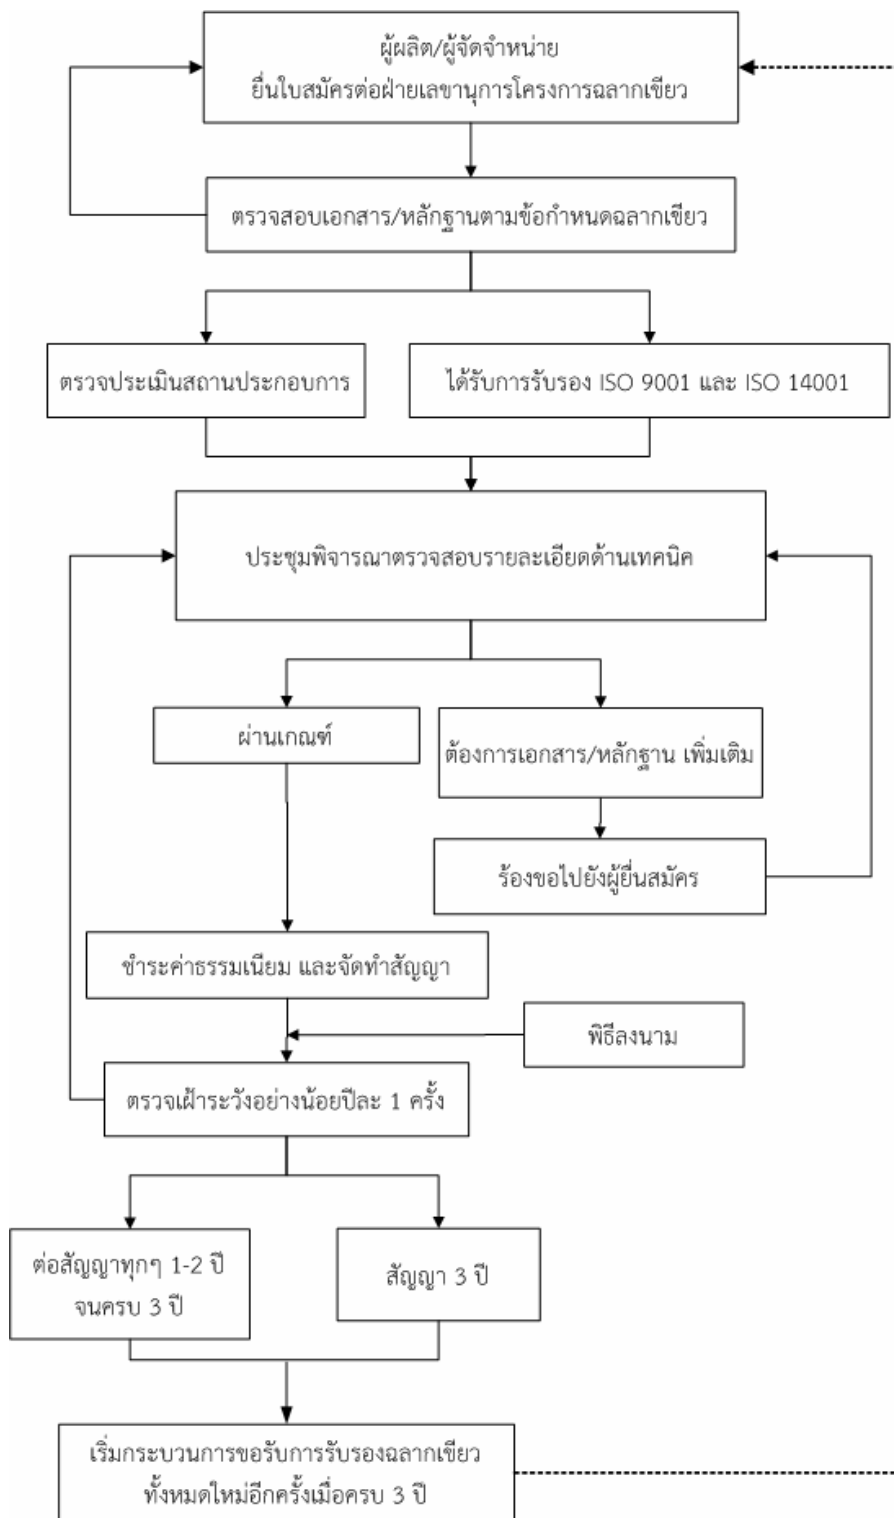 ผู้ผลิต/ผู้จัดจำหน่าย
ยื่นใบสมัครต่อฝ่ายเลขานุการโครงการฉลากเขียว
ตรวจสอบเอกสาร/หลักฐานตามข้อกำหนดฉลากเขียว
ตรวจประเมินสถานประกอบการ
ได้รับการรับรอง ISO 9001 และ ISO 14001
ประชุมพิจารณาตรวจสอบรายละเอียดด้านเทคนิค
ผ่านเกณฑ์
ต้องการเอกสาร/หลักฐาน เพิ่มเติม
ร้องขอไปยังผู้ยื่นสมัคร
ชำระค่าธรรมเนียม และจัดทำสัญญา
พิธีลงนาม
ตรวจเฝ้าระวังอย่างน้อยปีละ 1 ครั้ง
ต่อสัญญาทุกๆ 1-2 ปี
จนครบ 3 ปี
สัญญา 3 ปี
เริ่มกระบวนการขอรับการรับรองฉลากเขียว
ทั้งหมดใหม่อีกครั้งเมื่อครบ 3 ปี